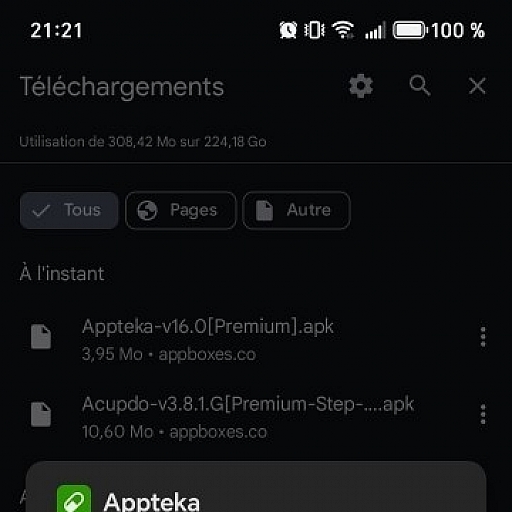 21:21
100 %
Téléchargements
Utilisation de 308,42 Mo sur 224,18 Go
Tous
Pages
Autre
À l'instant
Appteka-v16.0[Premium].apk
3,95 Mo • appboxes.co
Acupdo-v3.8.1.G[Premium-Step-....apk
10,60 Mo • appboxes.co
Appteka